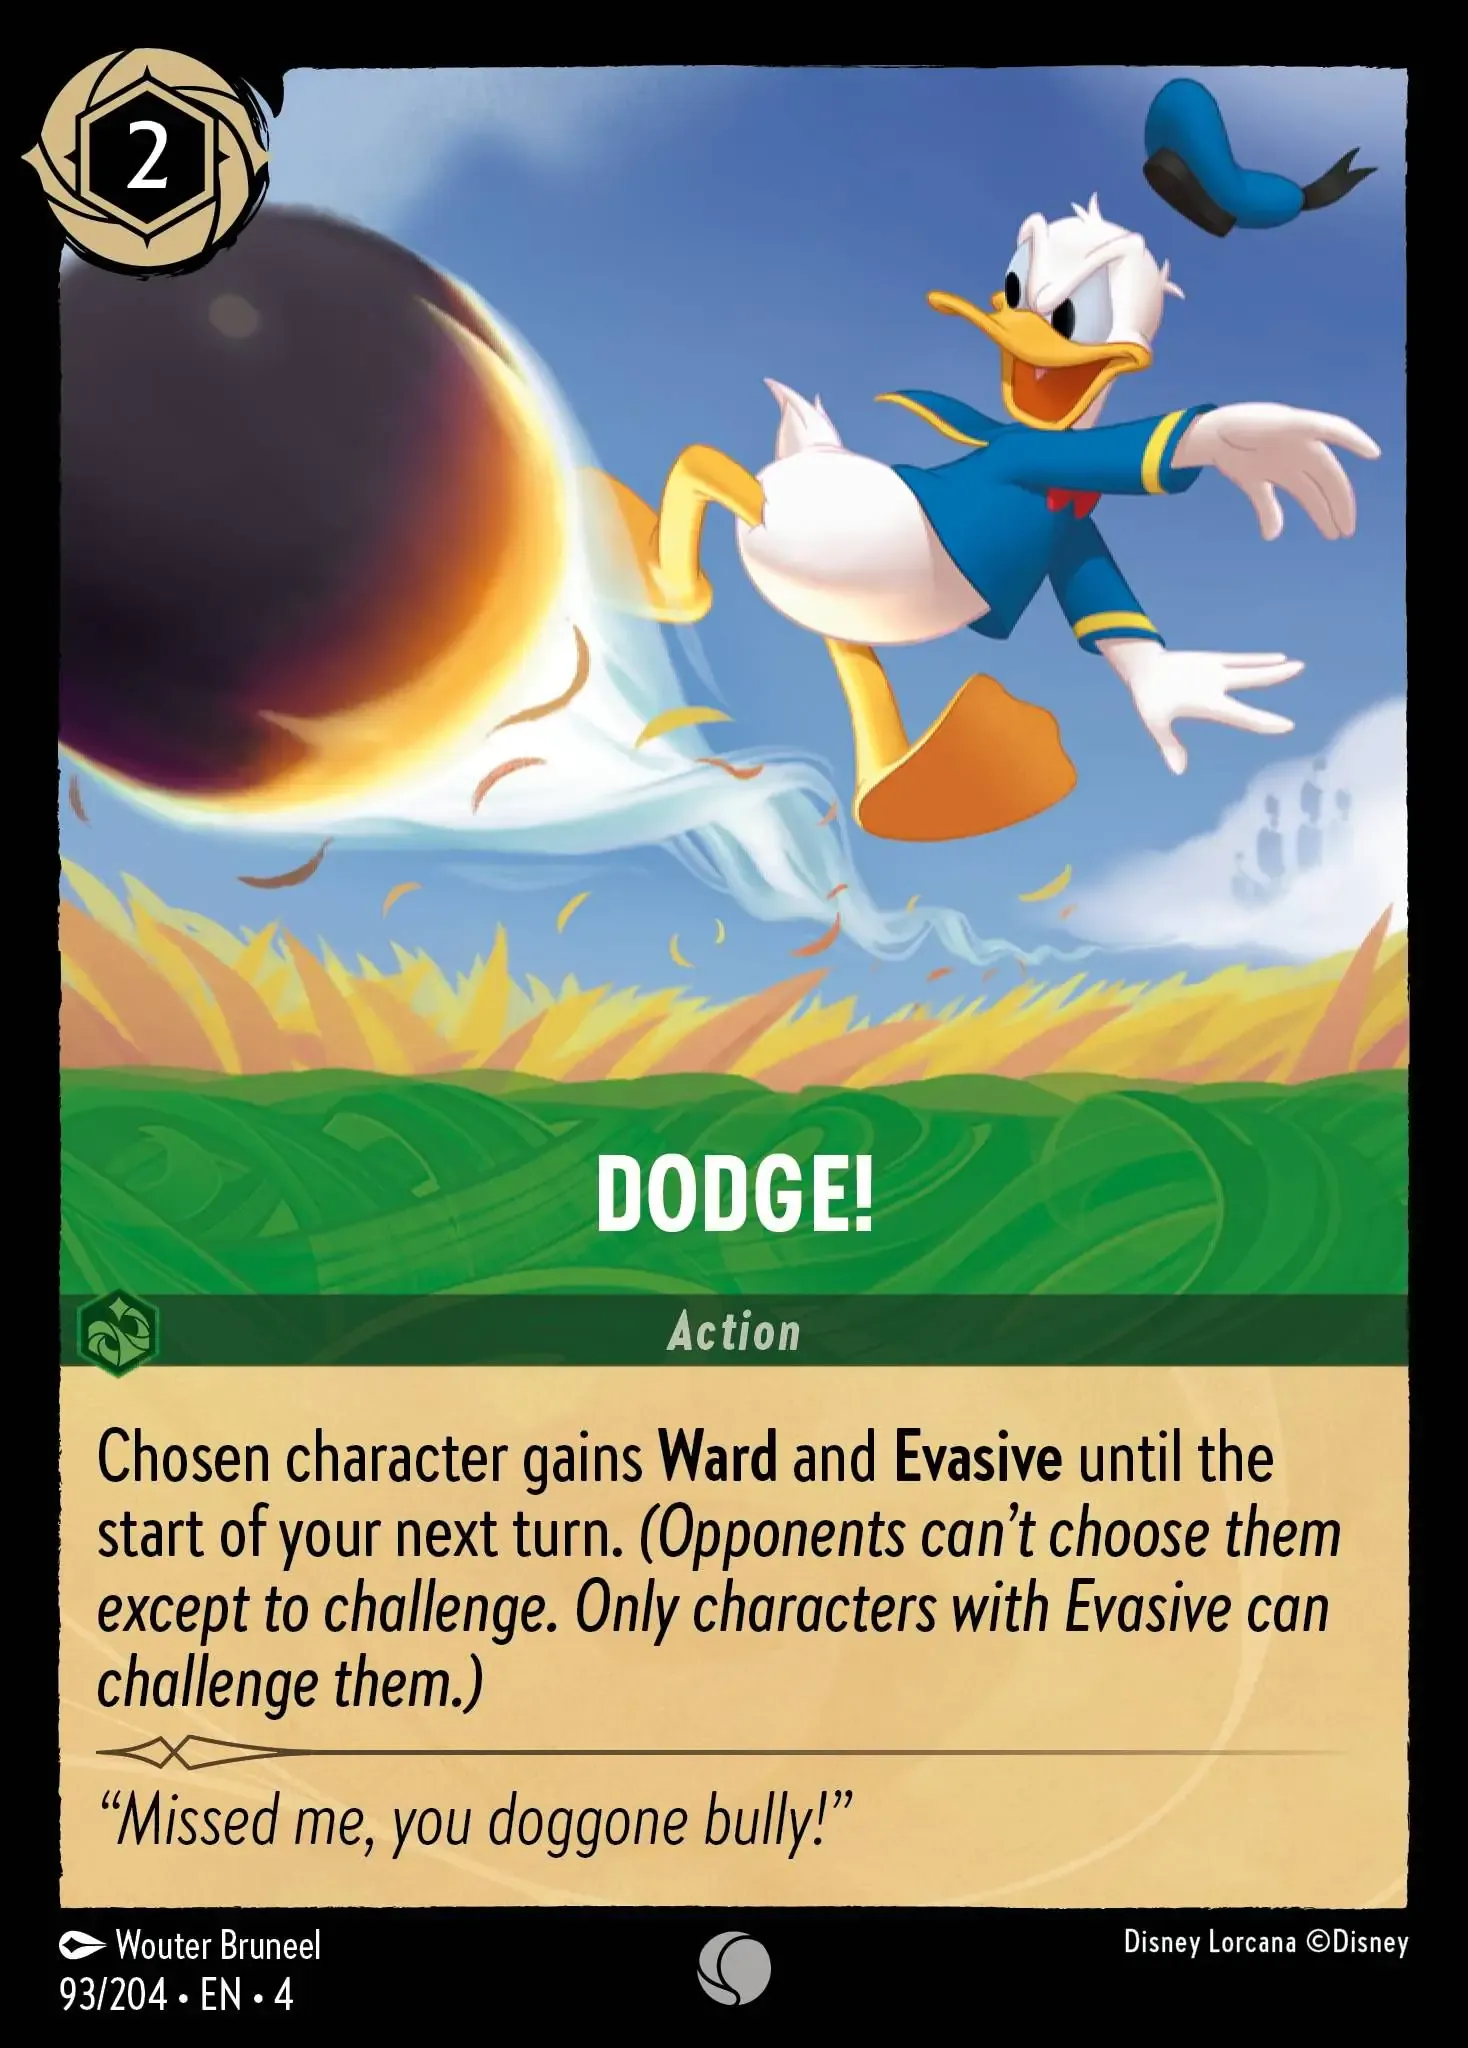 2
DODGE!
Action
Chosen character gains Ward and Evasive until the
start of your next turn. (Opponents can't choose them
except to challenge. Only characters with Evasive can
challenge them.)
“Missed me, you doggone bully!”
Wouter Bruneel
Disney Lorcana ©Disney
93/204 • EN • 4